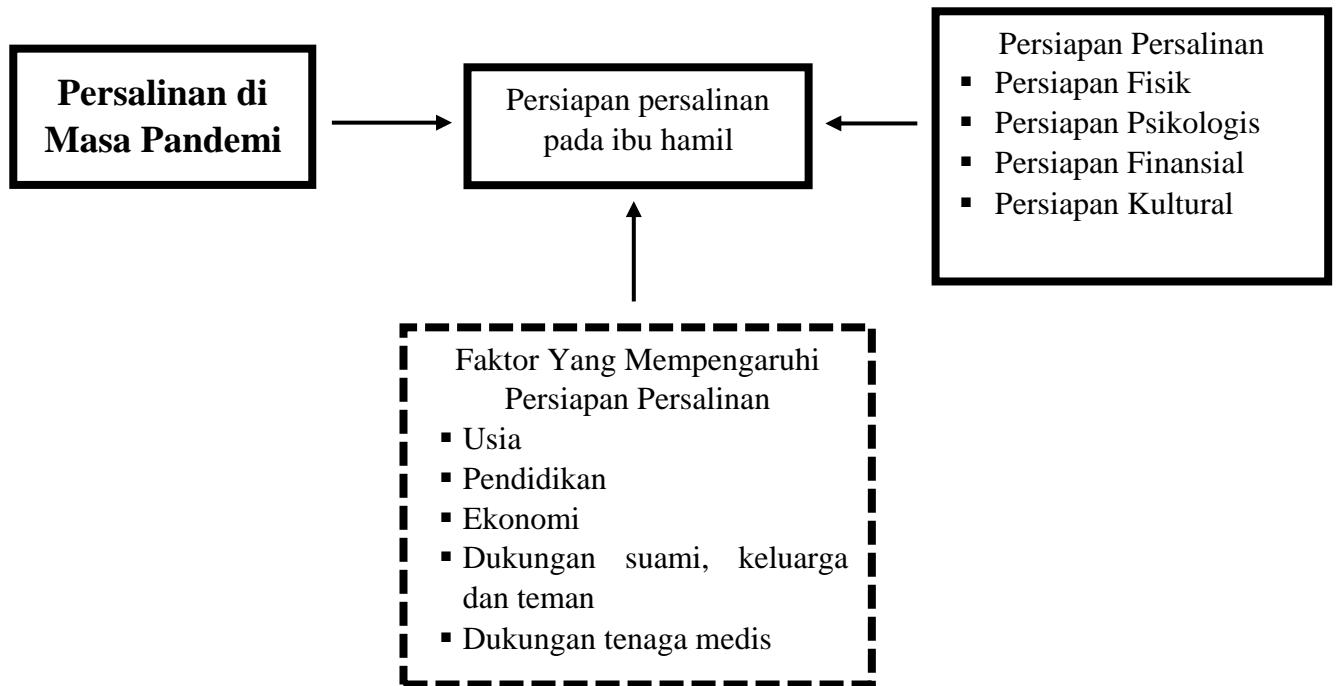 Persalinan di
Masa Pandemi
Persiapan persalinan
pada ibu hamil
Persiapan Persalinan
▪ Persiapan Fisik
▪ Persiapan Psikologis
▪ Persiapan Finansial
▪ Persiapan Kultural
Faktor Yang Mempengaruhi
Persiapan Persalinan
▪ Usia
▪ Pendidikan
▪ Ekonomi
▪ Dukungan suami, keluarga
dan teman
▪ Dukungan tenaga medis